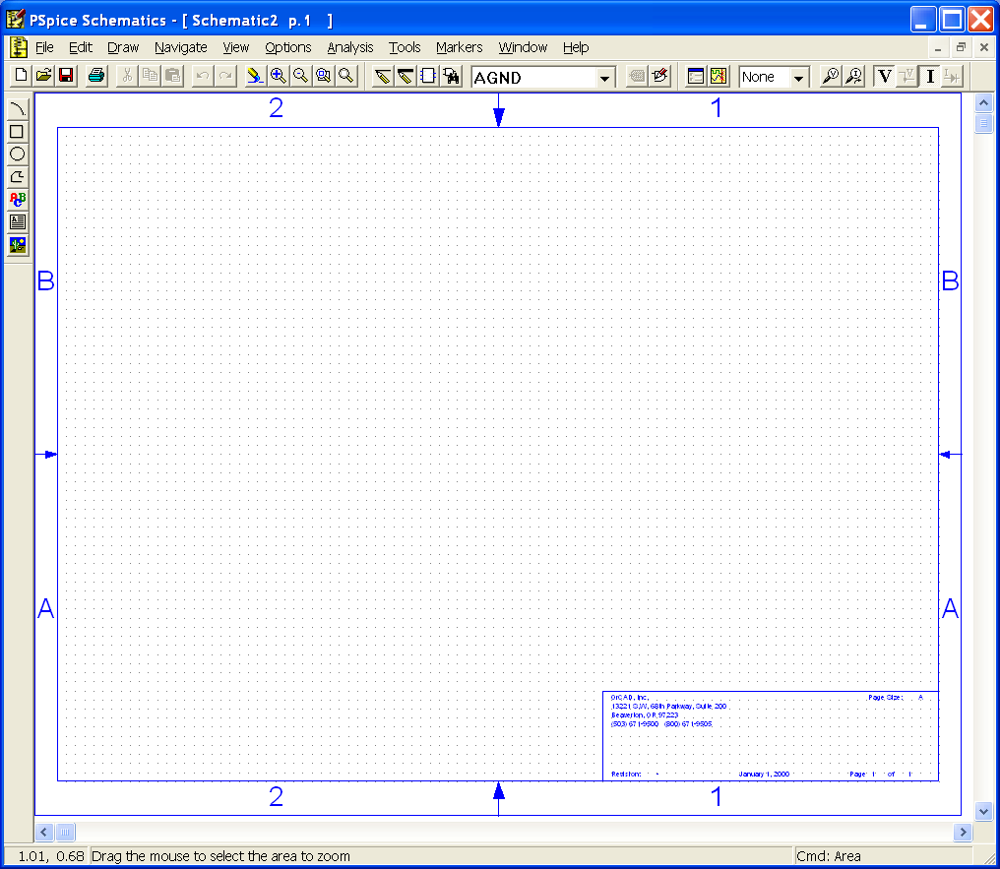 PSpice Schematics - [ Schematic2 p.1 ]
File Edit Draw Navigate View Options Analysis Tools Markers Window Help
AGND None V V I I
2 1
B B
A A
OrCAD, Inc. Page Size: A
13221 S.W. 68th Parkway, Suite 200
Beaverton, OR 97223
(503) 671-9500 (800) 671-9505
Revision: - January 1, 2000 Page 1 of 1
2 1
1.01, 0.68 Drag the mouse to select the area to zoom Cmd: Area